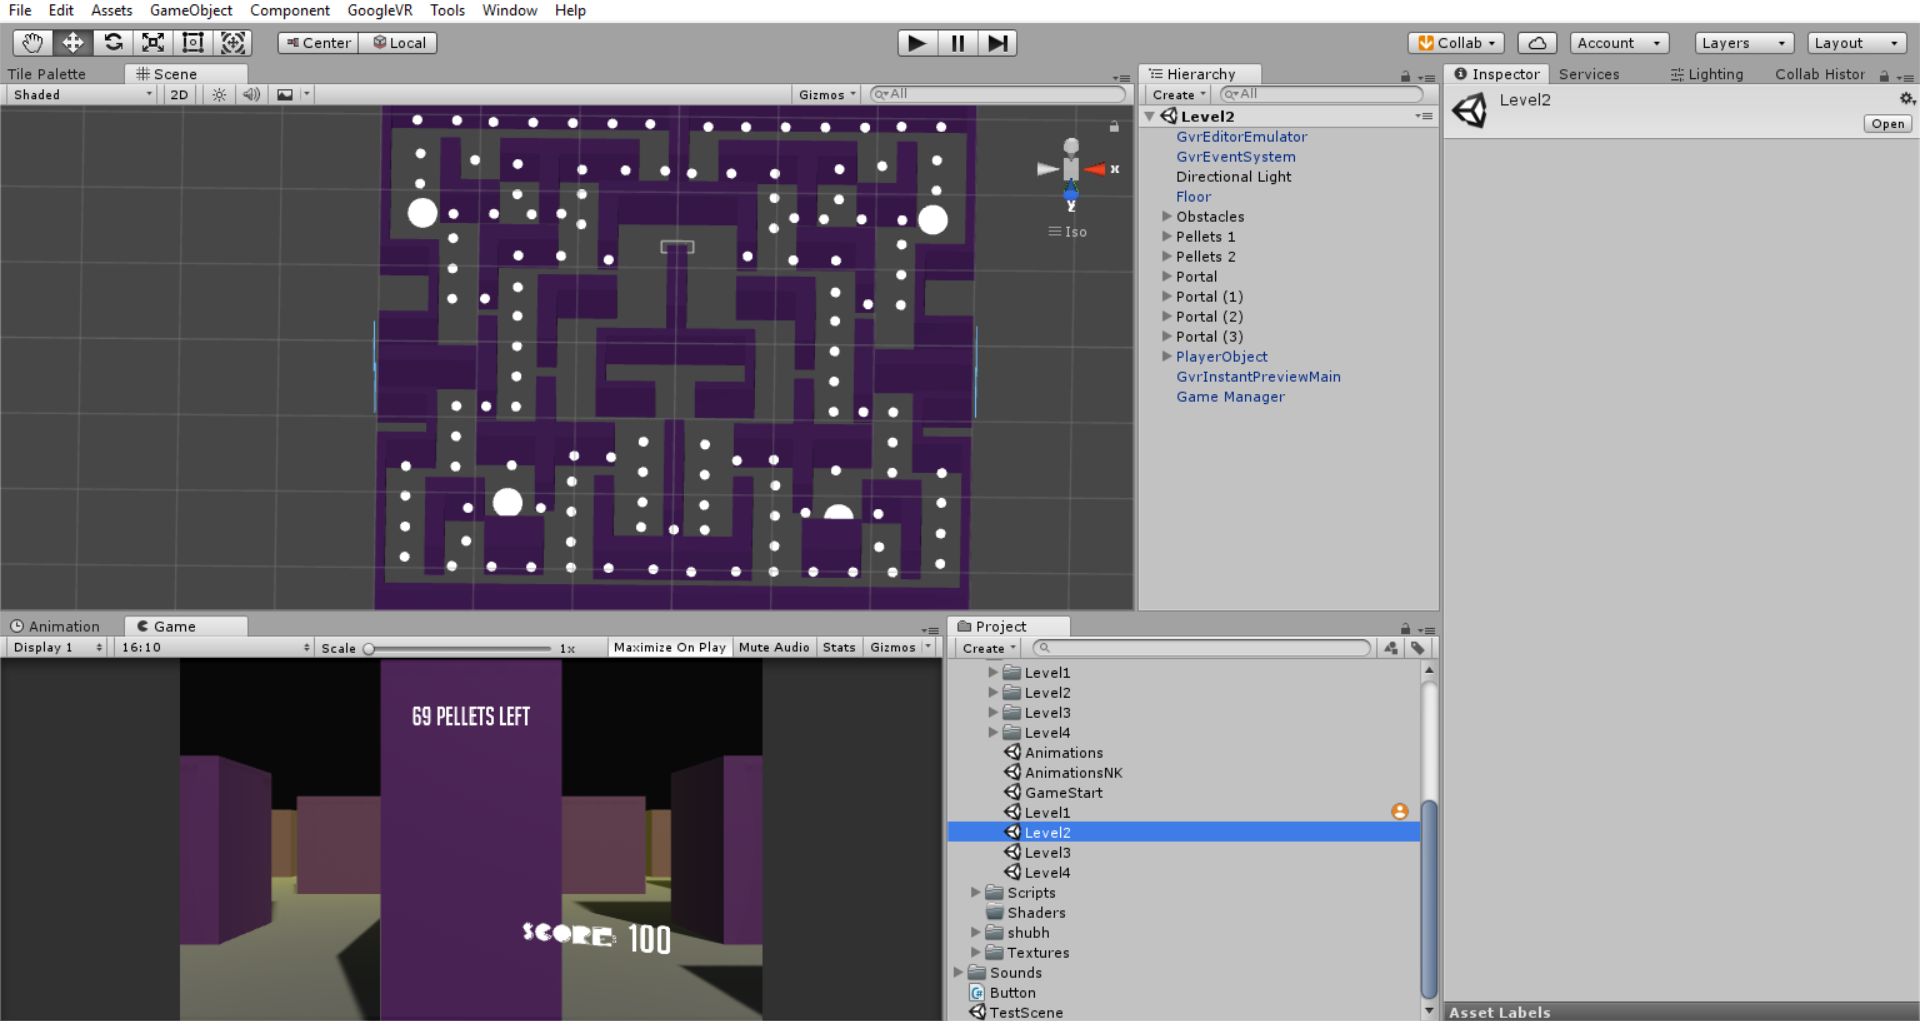 File Edit Assets GameObject Component GoogleVR Tools Window Help
Center Local Collab Account Layers Layout
Tile Palette Scene
Shaded 2D Gizmos All
x
y
Iso
Hierarchy
Create All
Level2
GvrEditorEmulator
GvrEventSystem
Directional Light
Floor
Obstacles
Pellets 1
Pellets 2
Portal
Portal (1)
Portal (2)
Portal (3)
PlayerObject
GvrInstantPreviewMain
Game Manager
Inspector Services Lighting Collab Histor
Level2
Open
Animation Game
Display 1 16:10 Scale 1x Maximize On Play Mute Audio Stats Gizmos
69 PELLETS LEFT
SCORE: 100
Project
Create
Level1
Level2
Level3
Level4
Animations
AnimationsNK
GameStart
Level1
Level2
Level3
Level4
Scripts
Shaders
shubh
Textures
Sounds
Button
TestScene
Asset Labels